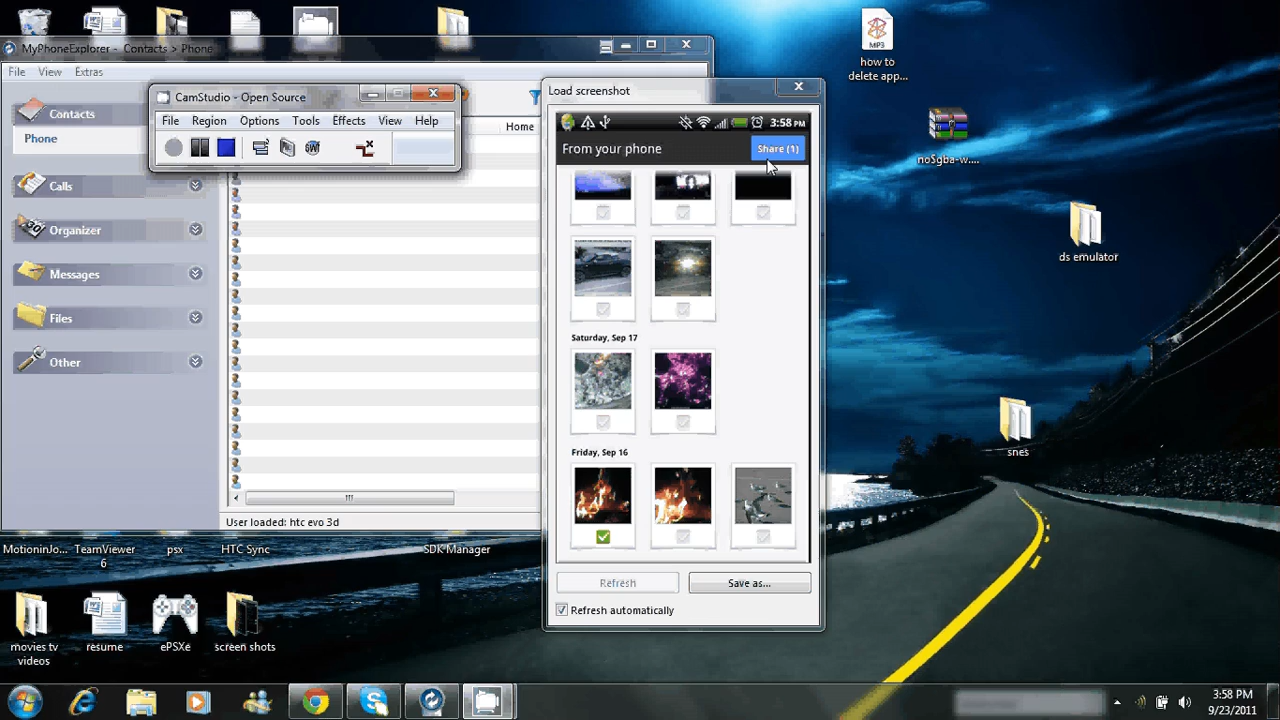 MyPhoneExplorer - Contacts > Phone
File View Extras
Contacts
Phone
Calls
Organizer
Messages
Files
Other
Home
User loaded: htc evo 3d
CamStudio - Open Source
File Region Options Tools Effects View Help
Load screenshot
3:58 PM
From your phone
Share (1)
Saturday, Sep 17
Friday, Sep 16
Refresh
Save as...
Refresh automatically
MP3
how to
delete app...
no$gba-w....
ds emulator
snes
MotioninJo...
TeamViewer
6
psx
HTC Sync
SDK Manager
movies tv
videos
resume
ePSXe
screen shots
3:58 PM
9/23/2011